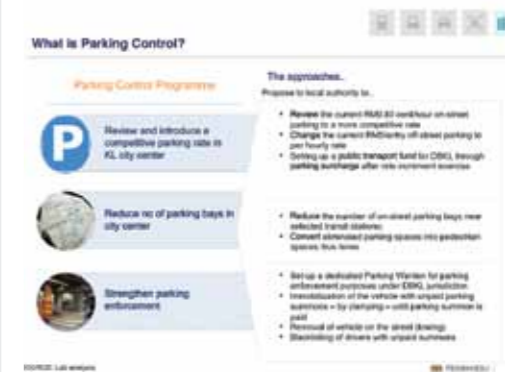 What is Parking Control?
Parking Control Programme
The approaches..
Propose to local authority to..
P
Review and introduce a
competitive parking rate in
KL city center
• Review the current on-street
parking to a more competitive rate
• Change the current off-street parking to
per hourly rate
• Setting up a public transport fund for DBKL through
parking surcharge after rate increment exercise
Reduce no of parking bays in
city center
• Reduce the number of on-street parking bays near
selected transit stations
• Convert eliminated parking spaces into pedestrian
spaces, bus lanes
Strengthen parking
enforcement
• Set up a dedicated Parking Warden for parking
enforcement purposes under DBKL jurisdiction
• Immobilization of the vehicle with unpaid parking
summons – by clamping – until parking summon is
paid
• Removal of vehicle on the street (towing)
• Blacklisting of drivers with unpaid summons
SOURCE: Lab analysis
PEMANDU